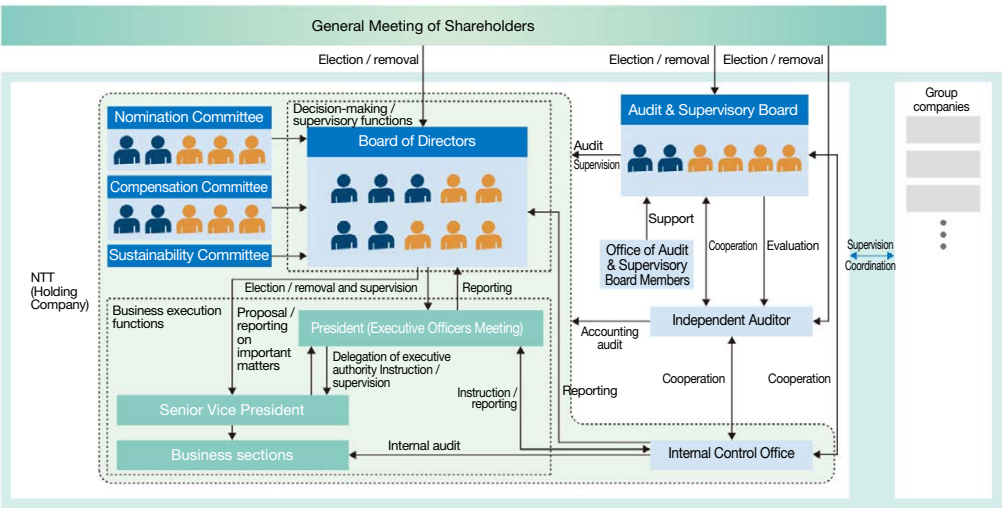 General Meeting of Shareholders
Election / removal
Election / removal
Election / removal
Group
companies
Nomination Committee
Decision-making /
supervisory functions
Board of Directors
Audit & Supervisory Board
Audit
Supervision
Compensation Committee
Sustainability Committee
Support
Office of Audit
& Supervisory
Board Members
Cooperation
Evaluation
Supervision
Coordination
NTT
(Holding
Company)
Election / removal and supervision
Reporting
Business execution
functions
Proposal /
reporting
on
important
matters
President (Executive Officers Meeting)
Independent Auditor
Accounting
audit
Delegation of executive
authority Instruction /
supervision
Instruction /
reporting
Reporting
Cooperation
Cooperation
Senior Vice President
Internal audit
Business sections
Internal Control Office